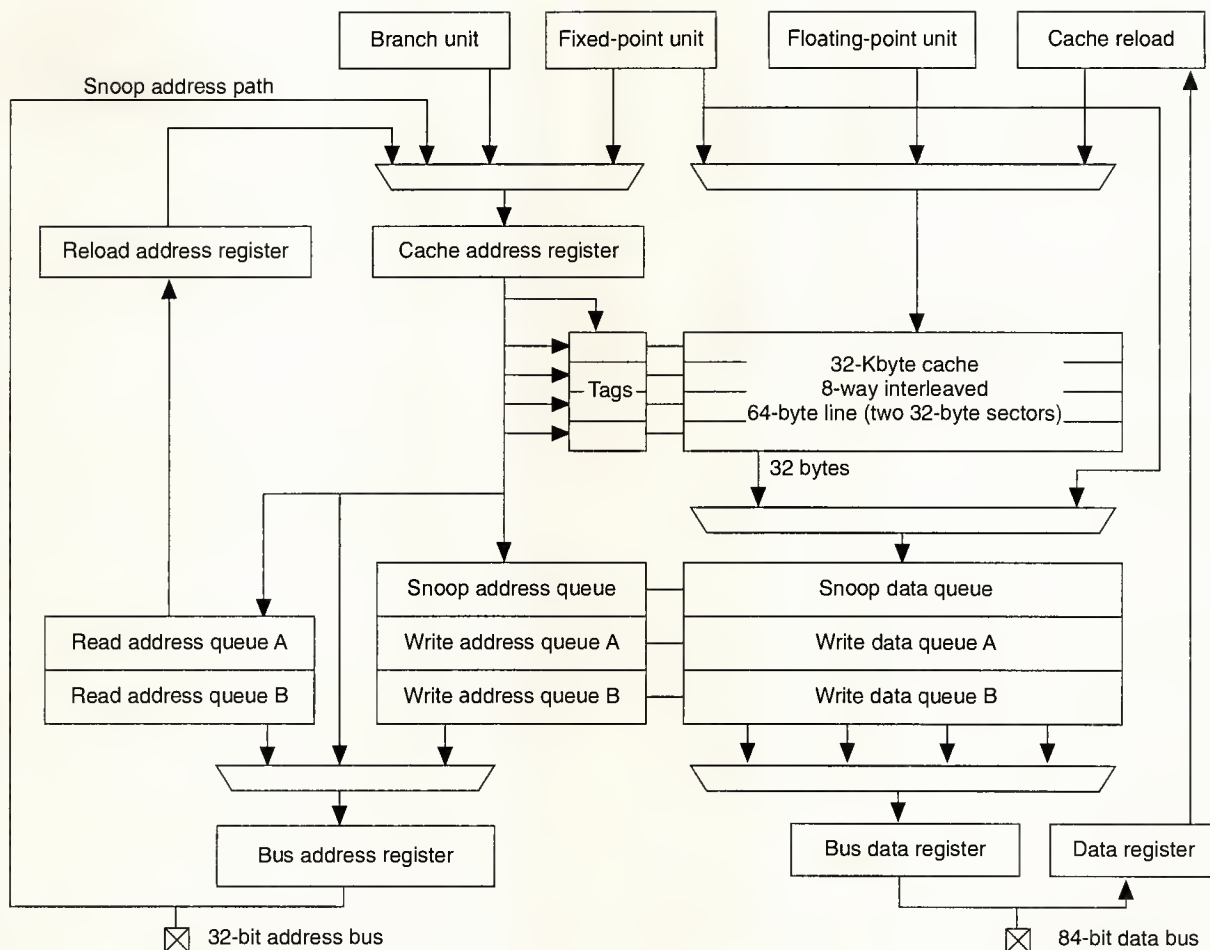 Branch unit
Fixed-point unit
Floating-point unit
Cache reload
Snoop address path
Reload address register
Cache address register
Tags
32-Kbyte cache
8-way interleaved
64-byte line (two 32-byte sectors)
32 bytes
Snoop address queue
Snoop data queue
Read address queue A
Write address queue A
Write data queue A
Read address queue B
Write address queue B
Write data queue B
Bus address register
Bus data register
Data register
32-bit address bus
84-bit data bus